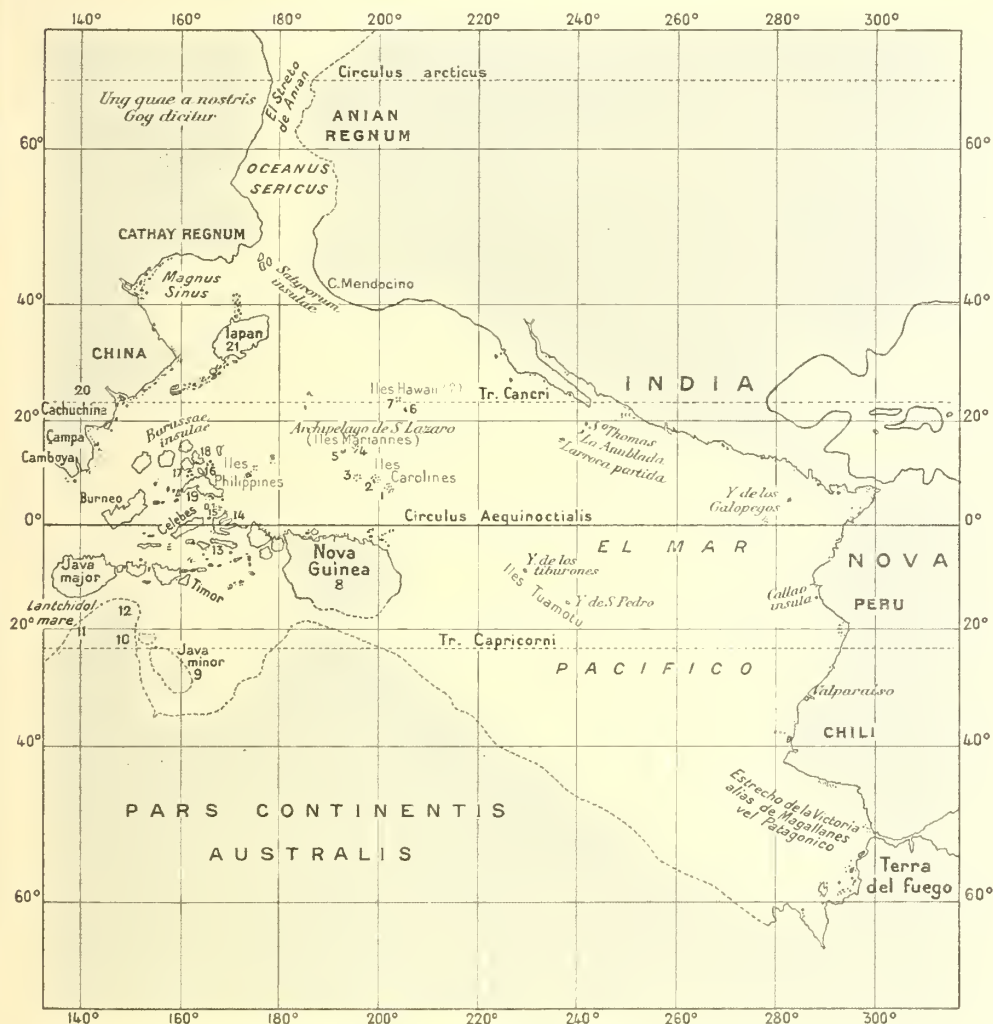 140° 160° 180° 200° 220° 240° 260° 280° 300°
Circulus arcticus
El Streto
de Anian
Ung quae a nostris
Gog dicitur
ANIAN
REGNUM
60° 60°
OCEANUS
SERICUS
CATHAY REGNUM
Magnus
Sinus
Satyrorum
insulae
C.Mendocino
40° 40°
Iapan
21
CHINA
INDIA
20
Iles Hawaii (?)
7 6
Tr. Cancri
Cachuchina
20° 20°
Campa
Camboya
Barussae
insulae
Archipelago de S Lazaro
(Iles Mariannes)
5 4
So Thomas
La Anublada
Larroca partida
18
17 16
Iles
Philippines
3 2 1
Iles
Carolines
Burneo
19
Y de los
Galopegos
Celebes
15 14
0° 0°
Circulus Aequinoctialis
13
EL MAR
NOVA
Java
major
Nova
Guinea
8
Y. de los
tiburones
Iles Tuamotu
Y de S Pedro
Timor
Callao
insula
PERU
Lantchidol
mare
12
20° 20°
11
10
Tr. Capricorni
Java
minor
9
PACIFICO
Valparaiso
CHILI
40° 40°
Estrecho de la Victoria
alias de Magallanes
vel Patagonico
PARS CONTINENTIS
AUSTRALIS
Terra
del fuego
60° 60°
140° 160° 180° 200° 220° 240° 260° 280° 300°